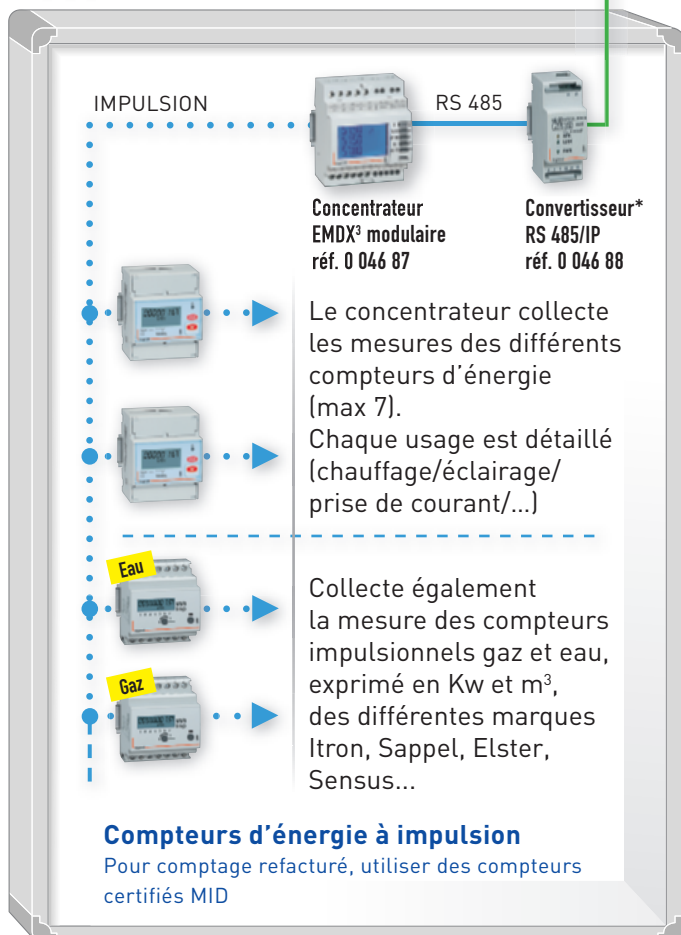 IMPULSION
RS 485
Concentrateur
EMDX³ modulaire
réf. 0 046 87
Convertisseur*
RS 485/IP
réf. 0 046 88
Le concentrateur collecte
les mesures des différents
compteurs d'énergie
(max 7).
Chaque usage est détaillé
(chauffage/éclairage/
prise de courant/...)
Eau
Gaz
Collecte également
la mesure des compteurs
impulsionnels gaz et eau,
exprimé en Kw et m³,
des différentes marques
Itron, Sappel, Elster,
Sensus...
Compteurs d'énergie à impulsion
Pour comptage refacturé, utiliser des compteurs
certifiés MID